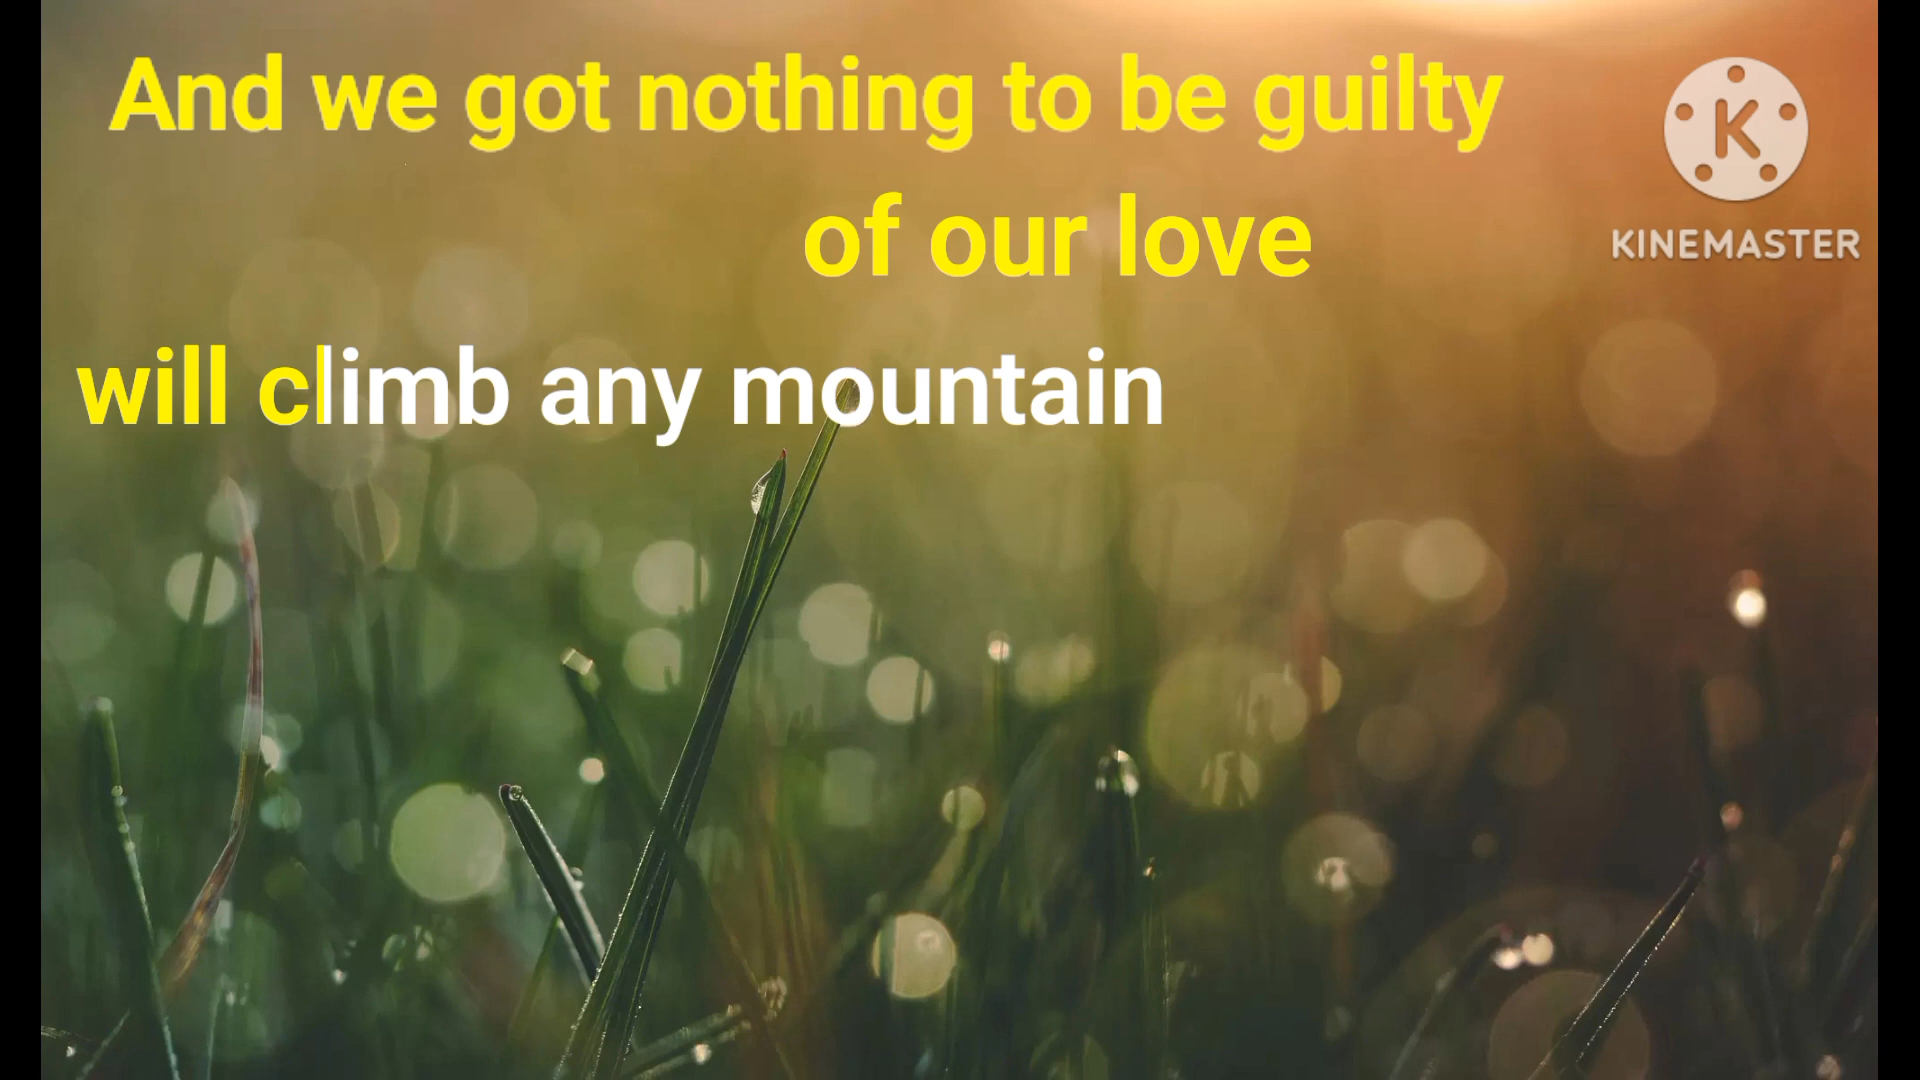 And we got nothing to be guilty
of our love
will climb any mountain
KINEMASTER